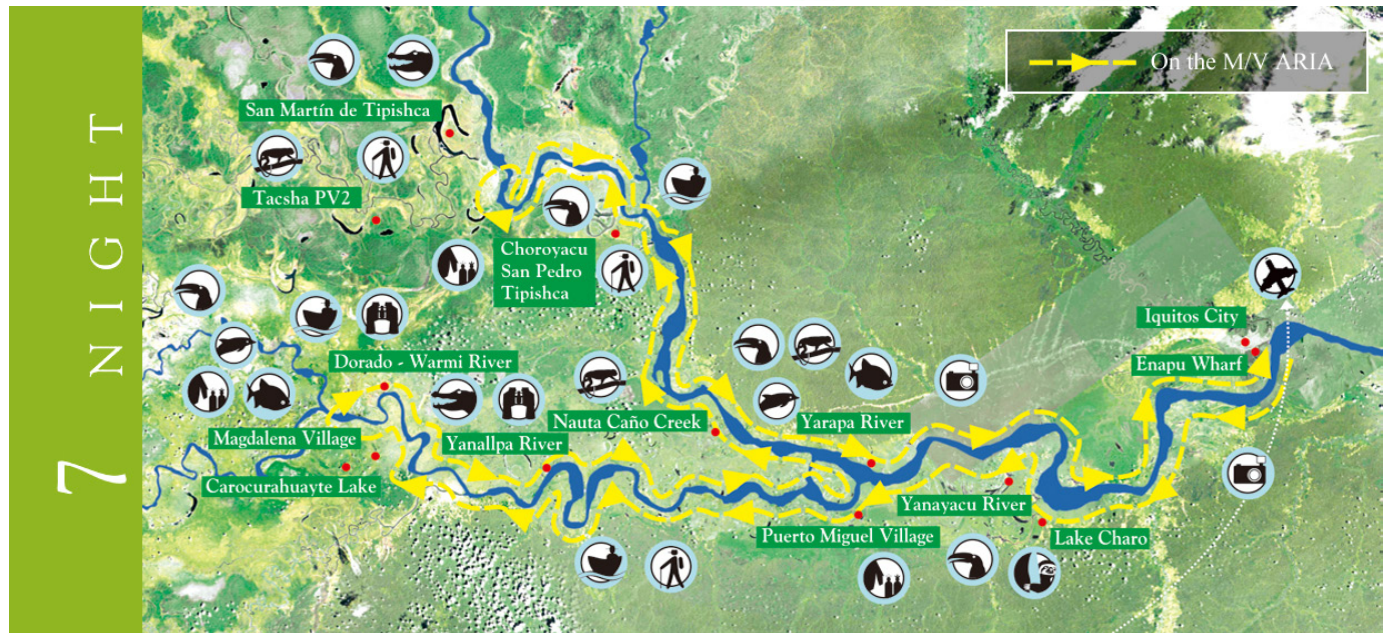 7 NIGHT
On the M/V ARIA
San Martín de Tipishca
Tacsha PV2
Choroyacu
San Pedro
Tipishca
Iquitos City
Enapu Wharf
Dorado - Warmi River
Magdalena Village
Yanallpa River
Nauta Caño Creek
Yarapa River
Carocurahuayte Lake
Yanayacu River
Puerto Miguel Village
Lake Charo